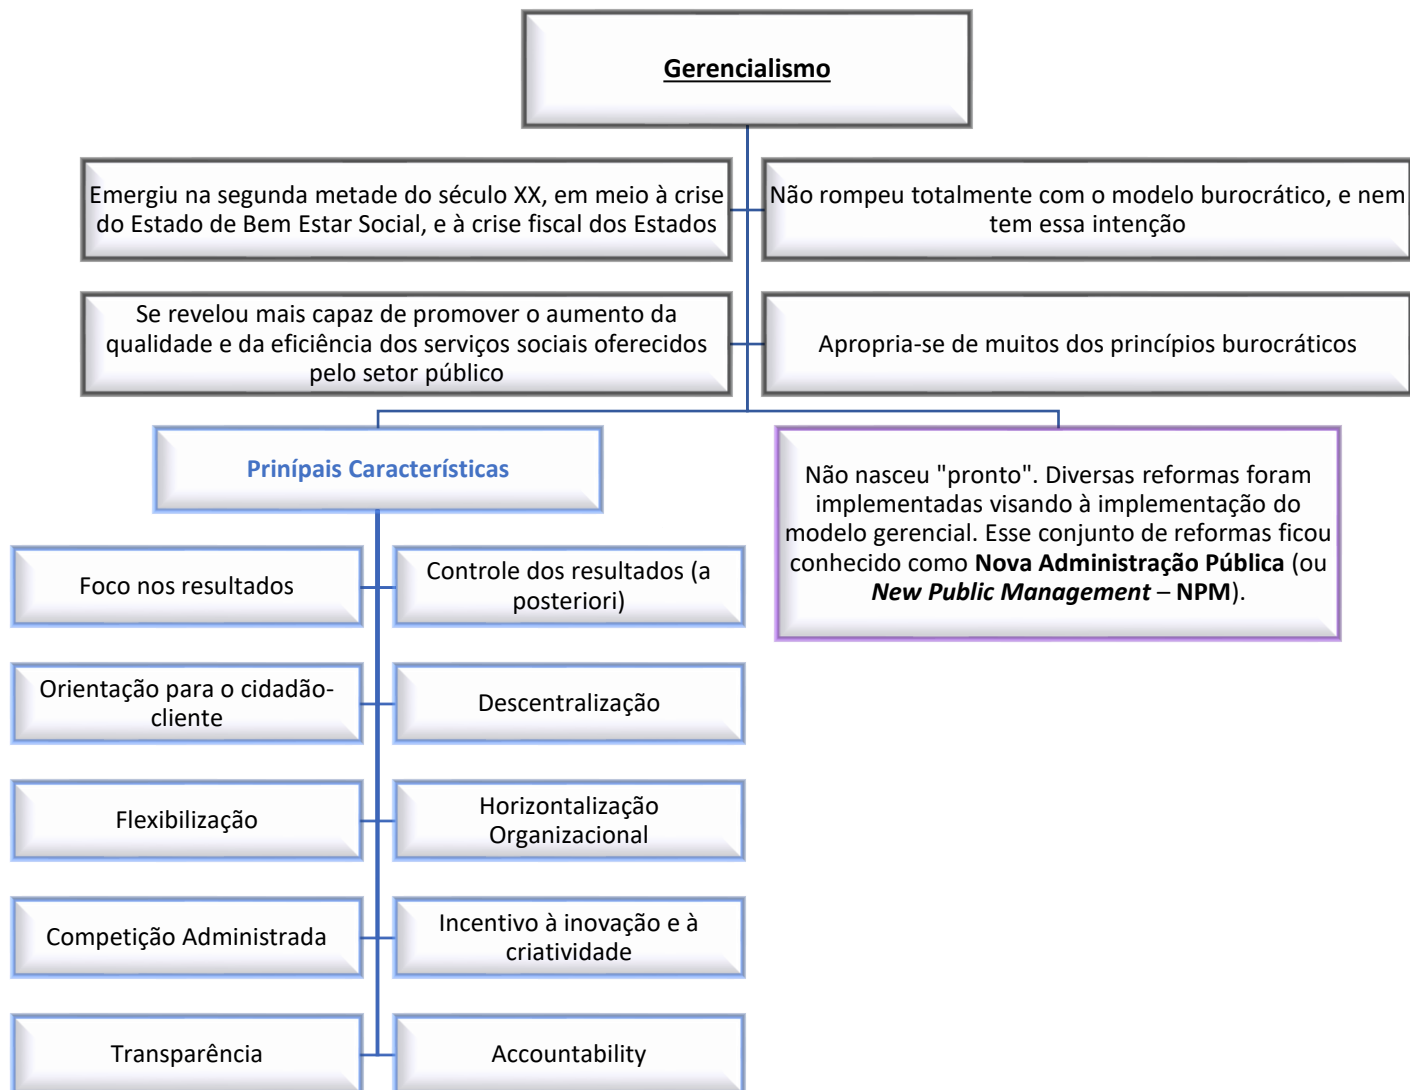 Gerencialismo
Emergiu na segunda metade do século XX, em meio à crise
do Estado de Bem Estar Social, e à crise fiscal dos Estados
Não rompeu totalmente com o modelo burocrático, e nem
tem essa intenção
Se revelou mais capaz de promover o aumento da
qualidade e da eficiência dos serviços sociais oferecidos
pelo setor público
Apropria-se de muitos dos princípios burocráticos
Prinípais Características
Não nasceu "pronto". Diversas reformas foram
implementadas visando à implementação do
modelo gerencial. Esse conjunto de reformas ficou
conhecido como Nova Administração Pública (ou
New Public Management – NPM).
Foco nos resultados
Controle dos resultados (a
posteriori)
Orientação para o cidadão-
cliente
Descentralização
Flexibilização
Horizontalização
Organizacional
Competição Administrada
Incentivo à inovação e à
criatividade
Transparência
Accountability